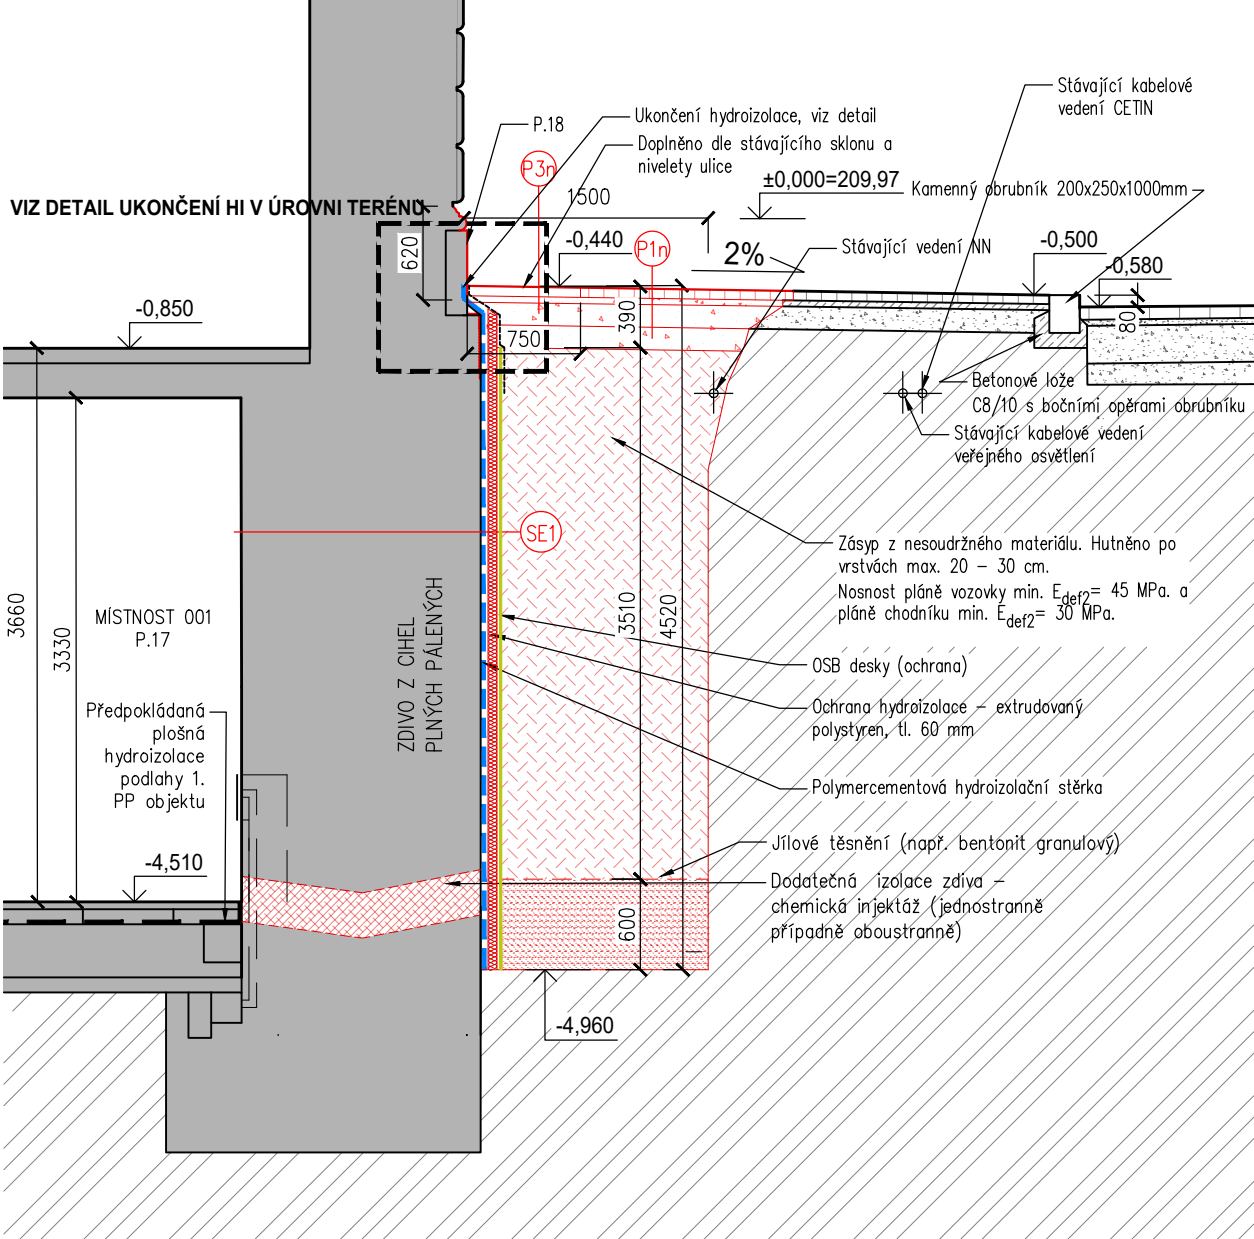 Stávající kabelové
vedení CETIN
Ukončení hydroizolace, viz detail
P.18
Doplněno dle stávajícího sklonu a
nivelety ulice
P3n
±0,000=209,97
Kamenný obrubník 200x250x1000mm
1500
VIZ DETAIL UKONČENÍ HI V ÚROVNI TERÉNU
620
-0,440
P1n
2%
Stávající vedení NN
-0,500
-0,580
-0,850
390
750
80
Betonové lože
C8/10 s bočními opěrami obrubníku
Stávající kabelové vedení
veřejného osvětlení
SE1
Zásyp z nesoudržného materiálu. Hutněno po
vrstvách max. 20 – 30 cm.
Nosnost pláně vozovky min. Edef2= 45 MPa. a
pláně chodníku min. Edef2= 30 MPa.
3660
3330
MÍSTNOST 001
P.17
ZDIVO Z CIHEL
PLNÝCH PÁLENÝCH
3510
4520
OSB desky (ochrana)
Ochrana hydroizolace – extrudovaný
polystyren, tl. 60 mm
Předpokládaná
plošná
hydroizolace
podlahy 1.
PP objektu
Polymercementová hydroizolační stěrka
Jílové těsnění (např. bentonit granulový)
-4,510
Dodatečná izolace zdiva –
chemická injektáž (jednostranně
případně oboustranně)
600
-4,960